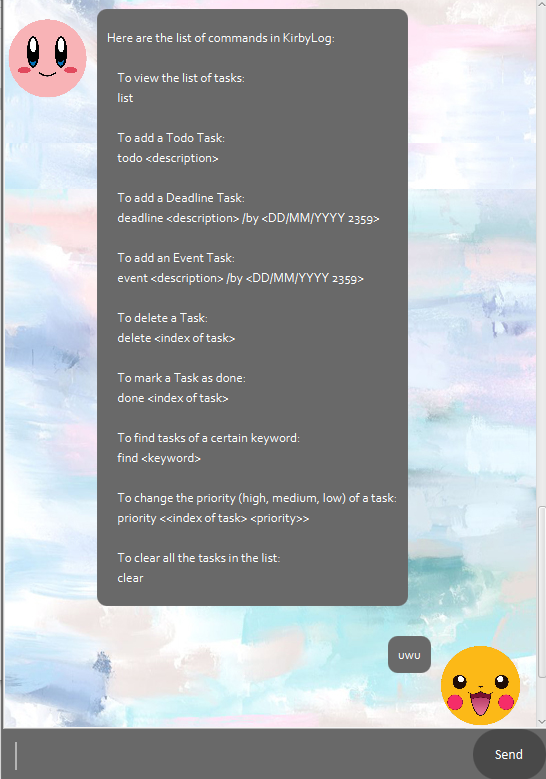 Here are the list of commands in KirbyLog:
To view the list of tasks:
list
To add a Todo Task:
todo <description>
To add a Deadline Task:
deadline <description> /by <DD/MM/YYYY 2359>
To add an Event Task:
event <description> /by <DD/MM/YYYY 2359>
To delete a Task:
delete <index of task>
To mark a Task as done:
done <index of task>
To find tasks of a certain keyword:
find <keyword>
To change the priority (high, medium, low) of a task:
priority <<index of task> <priority>>
To clear all the tasks in the list:
clear
uwu
Send